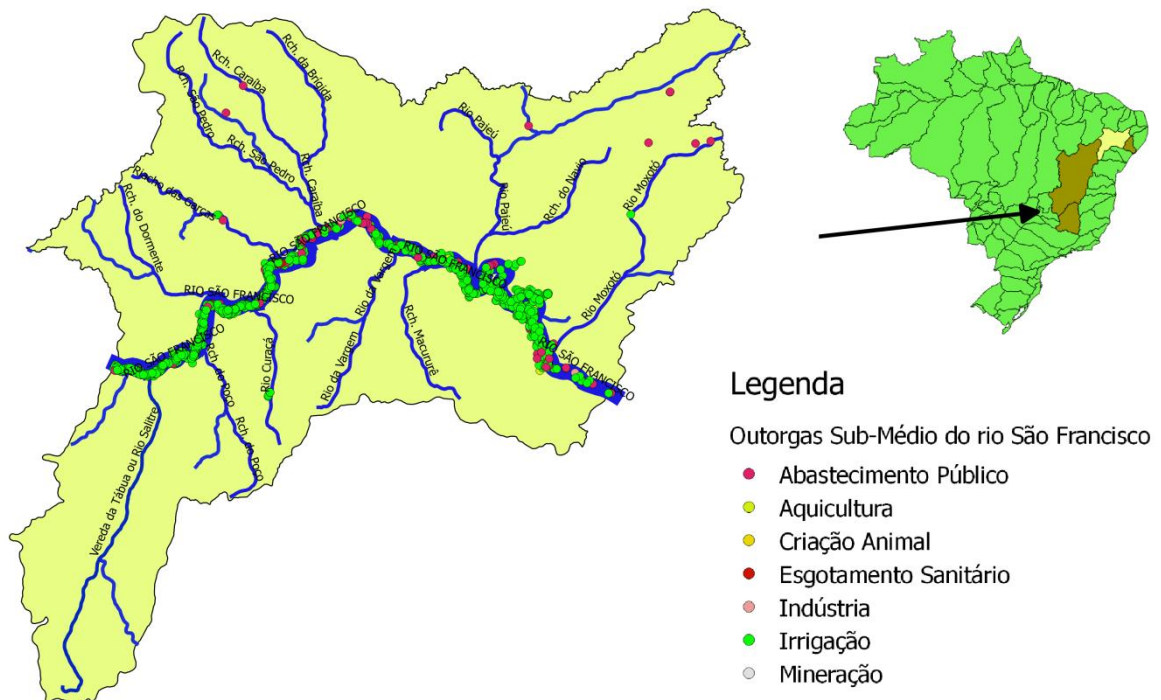 Rch. Caraíba
Rch. da Brígida
Rch. São Pedro
Rch. São Pedro
Rch. Caraíba
Riacho das Garças
Rch. do Dormente
Rio Pajeú
Rio Pajeú
Rch. do Navio
Rio Moxotó
Rio Moxotó
RIO SÃO FRANCISCO
RIO SÃO FRANCISCO
RIO SÃO FRANCISCO
RIO SÃO FRANCISCO
RIO SÃO FRANCISCO
Rio da Vargem
Rio da Vargem
Rch. Macururê
Rio Curaçá
Rch. do Poço
Rch. do Poço
Vereda da Tábua ou Rio Salitre
Legenda
Outorgas Sub-Médio do rio São Francisco
Abastecimento Público
Aquicultura
Criação Animal
Esgotamento Sanitário
Indústria
Irrigação
Mineração